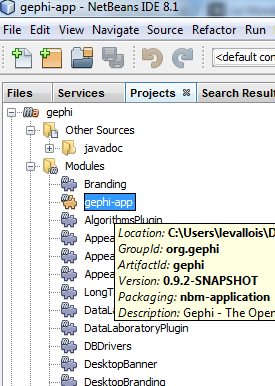 gephi-app - NetBeans IDE 8.1
File Edit View Navigate Source Refactor Run
<default con
Files Services Projects Search Result
gephi
Other Sources
javadoc
Modules
Branding
gephi-app
AlgorithmsPlugin
Location: C:\Users\levallois\D
Appea
GroupId: org.gephi
Appea
ArtifactId: gephi
Appea
Version: 0.9.2-SNAPSHOT
LongT
Packaging: nbm-application
DataL
Description: Gephi - The Open
DataLaboratoryPlugin
DBDrivers
DesktopBanner
DesktopBranding